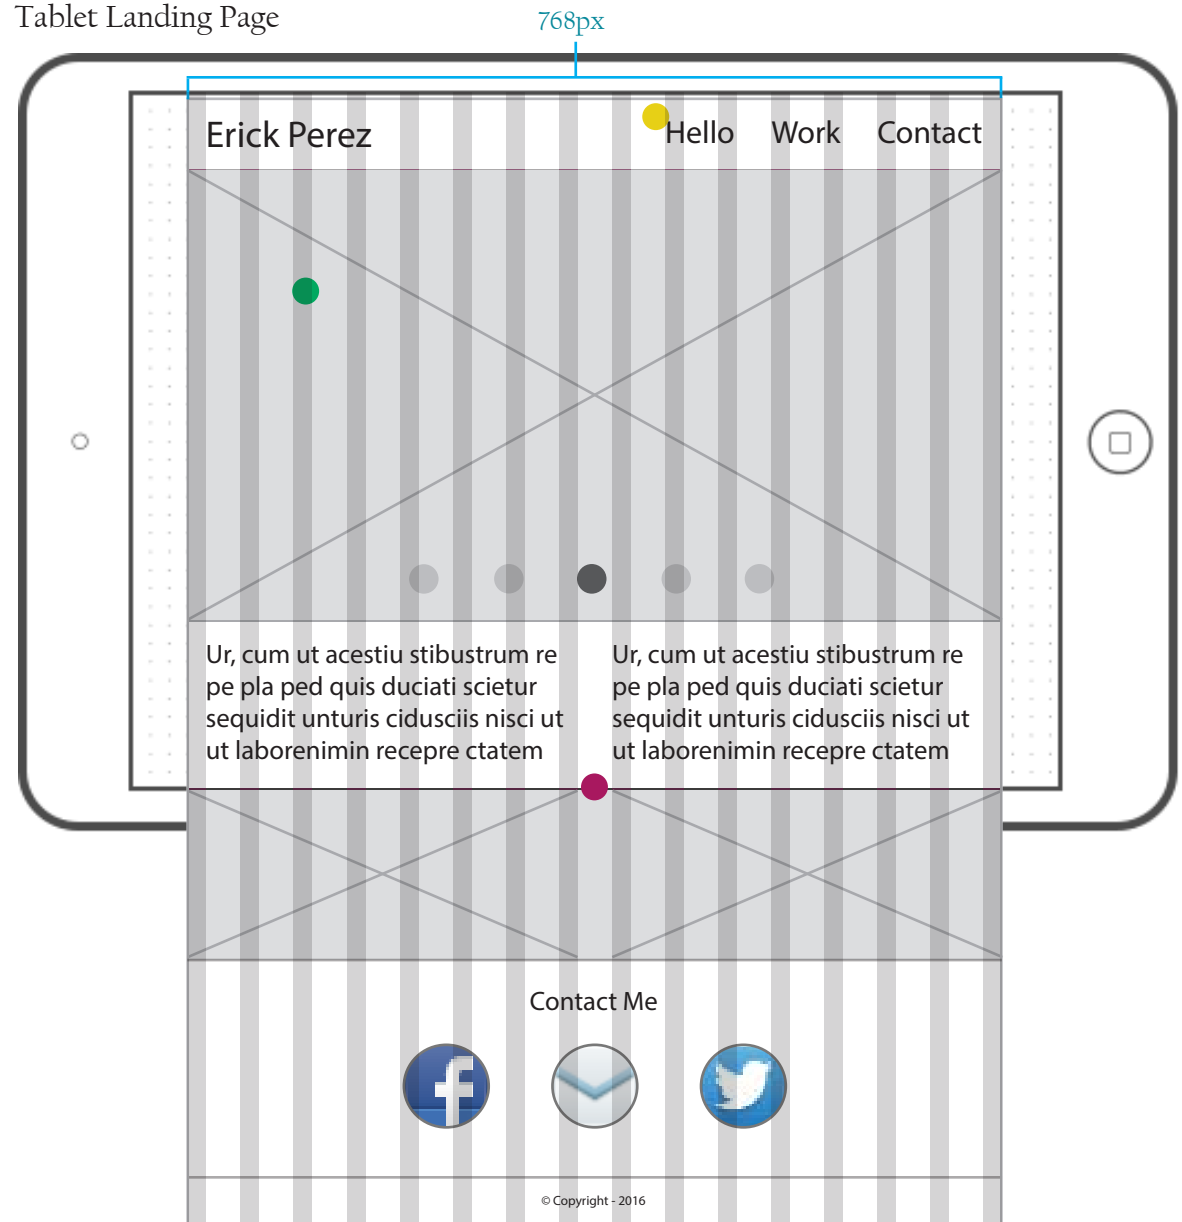 Tablet Landing Page
768px
Erick Perez
Hello Work Contact
Ur, cum ut acestiu stibustrum re
pe pla ped quis duciati scietur
sequidit unturis cidusciis nisci ut
ut laborenimin recepre ctatem
Ur, cum ut acestiu stibustrum re
pe pla ped quis duciati scietur
sequidit unturis cidusciis nisci ut
ut laborenimin recepre ctatem
Contact Me
© Copyright - 2016